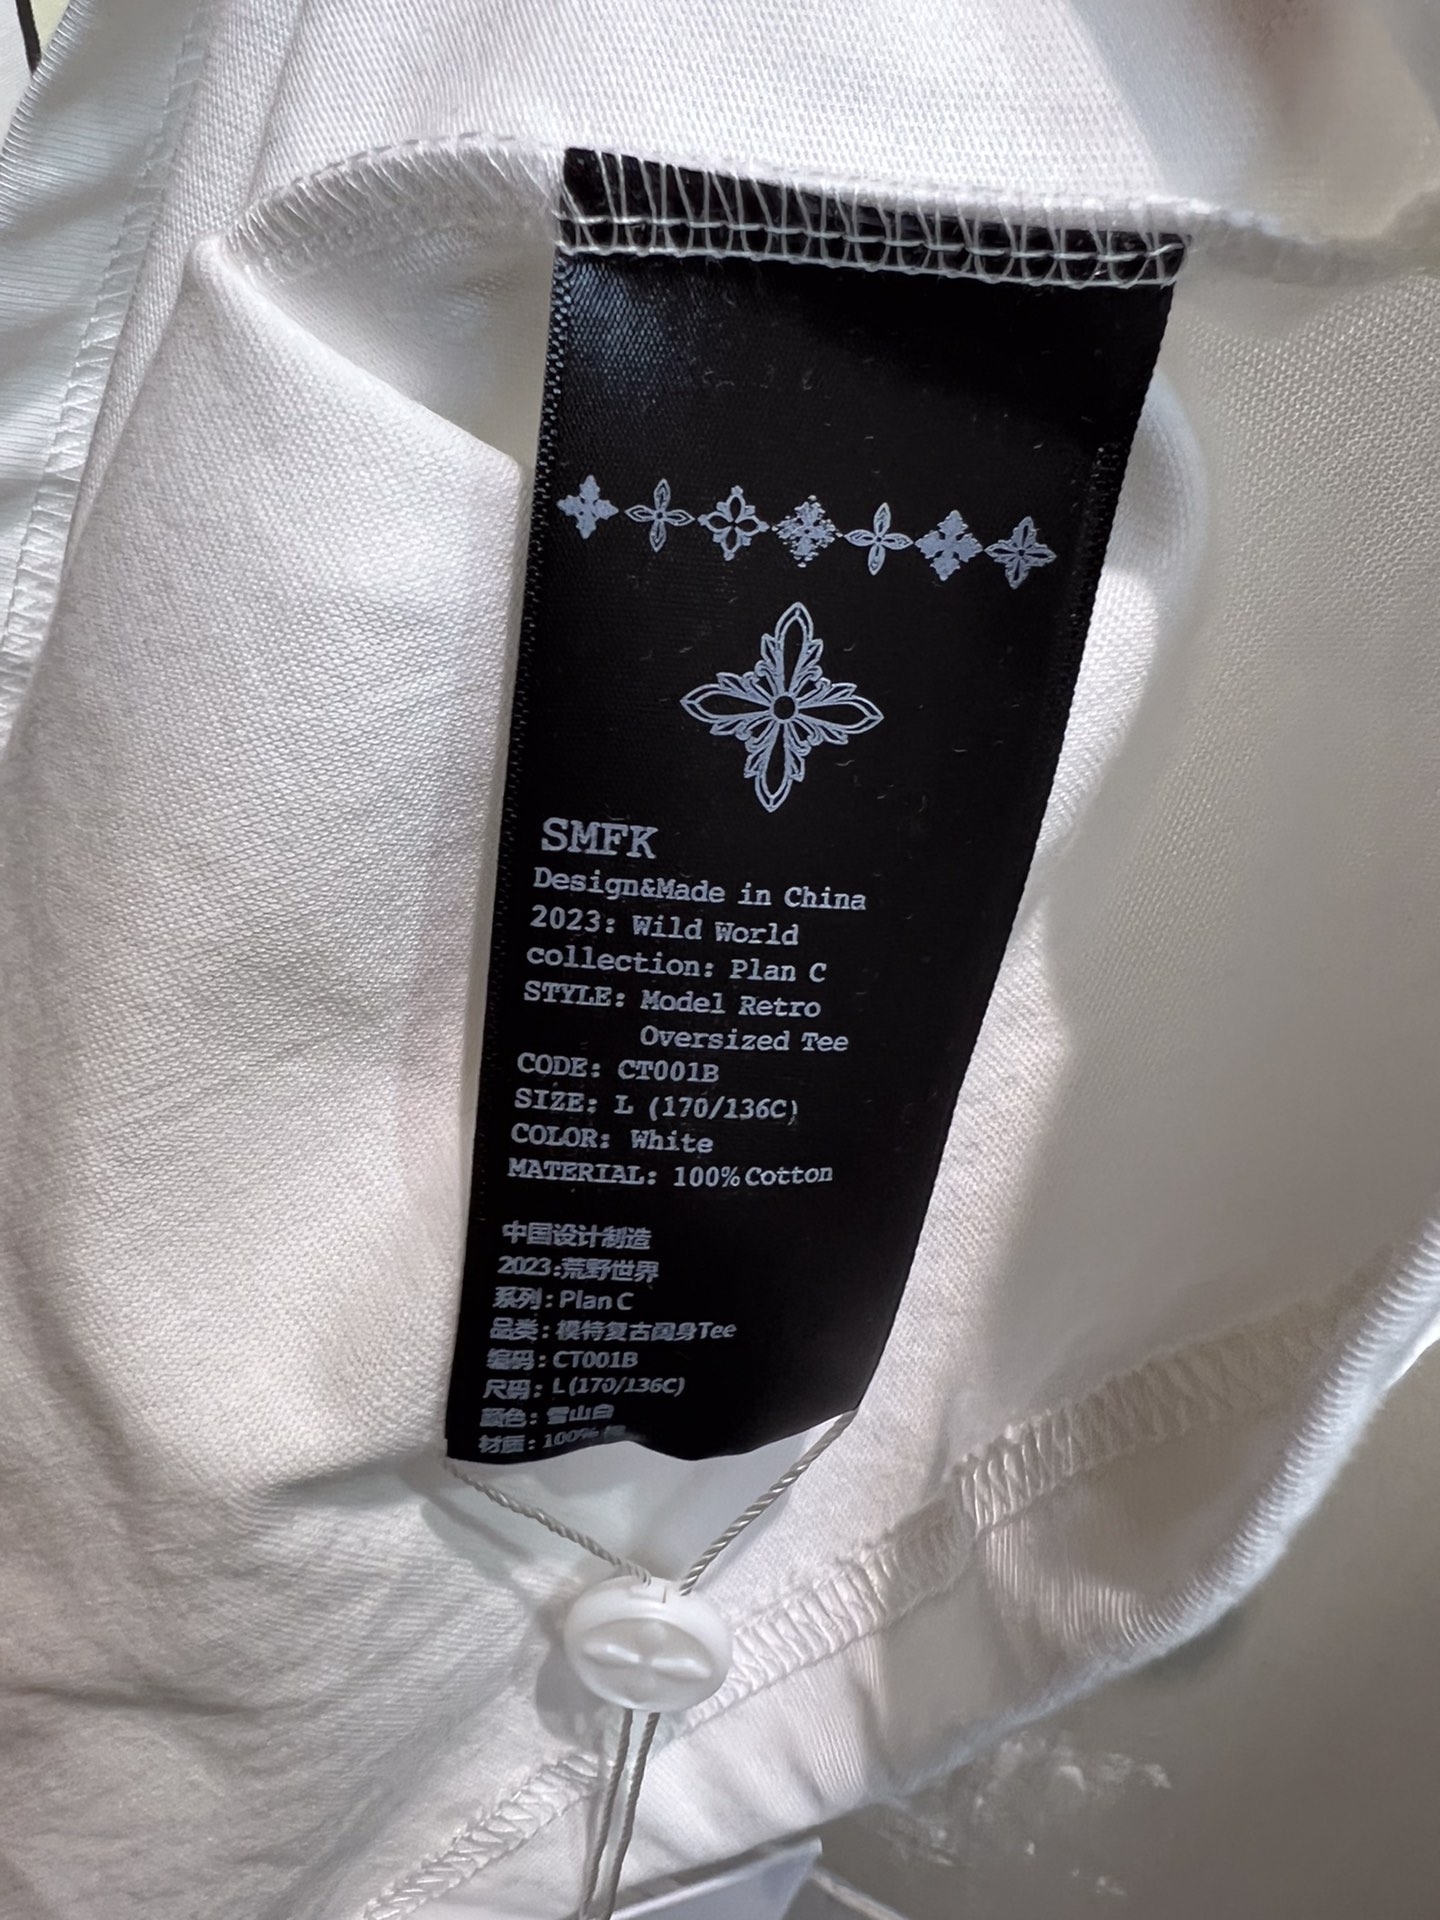 SMFK
Design&Made in China
2023: Wild World
collection: Plan C
STYLE: Model Retro
Oversized Tee
CODE: CT001B
SIZE: L (170/136C)
COLOR: White
MATERIAL: 100% Cotton
中国设计制造
2023:荒野世界
系列: Plan C
品类: 模特复古阔身Tee
编码: CT001B
尺码: L(170/136C)
颜色: 雪山白
材质: 100%